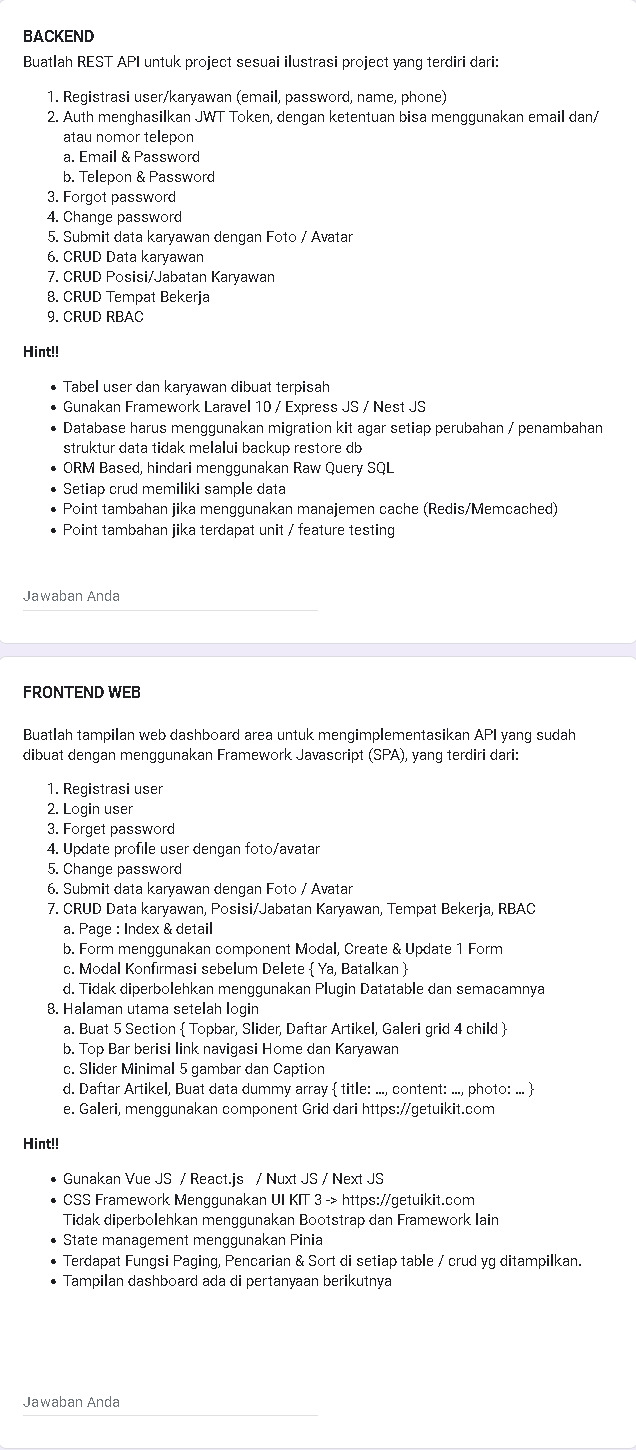 BACKEND
Buatlah REST API untuk project sesuai ilustrasi project yang terdiri dari:
1. Registrasi user/karyawan (email, password, name, phone)
2. Auth menghasilkan JWT Token, dengan ketentuan bisa menggunakan email dan/
atau nomor telepon
a. Email & Password
b. Telepon & Password
3. Forgot password
4. Change password
5. Submit data karyawan dengan Foto / Avatar
6. CRUD Data karyawan
7. CRUD Posisi/Jabatan Karyawan
8. CRUD Tempat Bekerja
9. CRUD RBAC
Hint!!
• Tabel user dan karyawan dibuat terpisah
• Gunakan Framework Laravel 10 / Express JS / Nest JS
• Database harus menggunakan migration kit agar setiap perubahan / penambahan
struktur data tidak melalui backup restore db
• ORM Based, hindari menggunakan Raw Query SQL
• Setiap crud memiliki sample data
• Point tambahan jika menggunakan manajemen cache (Redis/Memcached)
• Point tambahan jika terdapat unit / feature testing
Jawaban Anda
FRONTEND WEB
Buatlah tampilan web dashboard area untuk mengimplementasikan API yang sudah
dibuat dengan menggunakan Framework Javascript (SPA), yang terdiri dari:
1. Registrasi user
2. Login user
3. Forget password
4. Update profile user dengan foto/avatar
5. Change password
6. Submit data karyawan dengan Foto / Avatar
7. CRUD Data karyawan, Posisi/Jabatan Karyawan, Tempat Bekerja, RBAC
a. Page : Index & detail
b. Form menggunakan component Modal, Create & Update 1 Form
c. Modal Konfirmasi sebelum Delete { Ya, Batalkan }
d. Tidak diperbolehkan menggunakan Plugin Datatable dan semacamnya
8. Halaman utama setelah login
a. Buat 5 Section { Topbar, Slider, Daftar Artikel, Galeri grid 4 child }
b. Top Bar berisi link navigasi Home dan Karyawan
c. Slider Minimal 5 gambar dan Caption
d. Daftar Artikel, Buat data dummy array { title: ..., content: ..., photo: ... }
e. Galeri, menggunakan component Grid dari https://getuikit.com
Hint!!
• Gunakan Vue JS / React.js / Nuxt JS / Next JS
• CSS Framework Menggunakan UI KIT 3 -> https://getuikit.com
Tidak diperbolehkan menggunakan Bootstrap dan Framework lain
• State management menggunakan Pinia
• Terdapat Fungsi Paging, Pencarian & Sort di setiap table / crud yg ditampilkan.
• Tampilan dashboard ada di pertanyaan berikutnya
Jawaban Anda